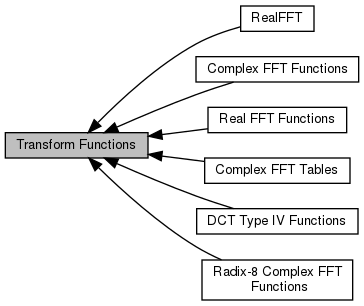 RealFFT
Complex FFT Functions
Real FFT Functions
Transform Functions
Complex FFT Tables
DCT Type IV Functions
Radix-8 Complex FFT
Functions